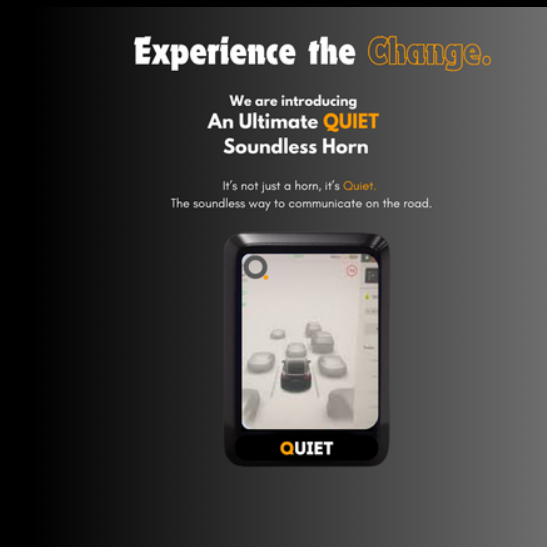 Experience the Change.
We are introducing
An Ultimate QUIET
Soundless Horn
It's not just a horn, it's Quiet.
The soundless way to communicate on the road.
QUIET